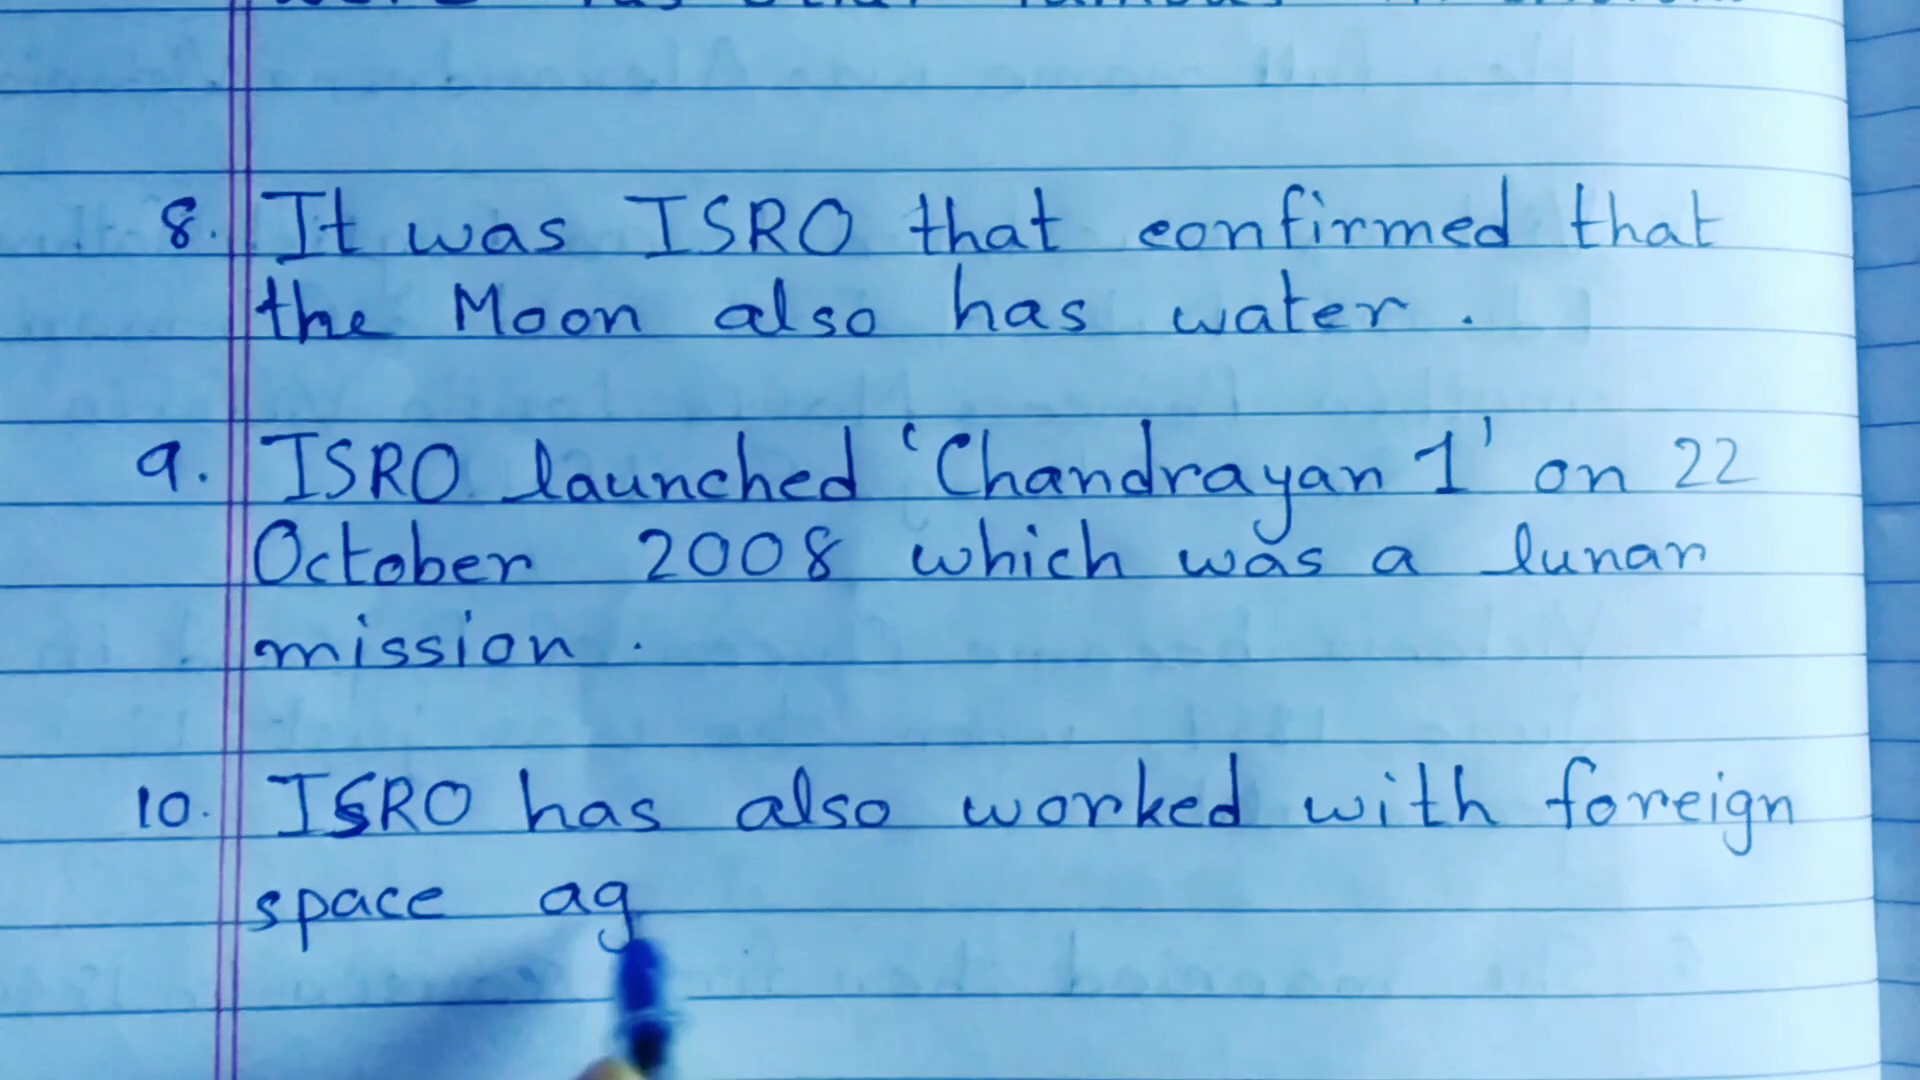 8. It was ISRO that confirmed that
the Moon also has water.
9. ISRO launched 'Chandrayan 1' on 22
October 2008 which was a lunar
mission.
10. ISRO has also worked with foreign
space ag